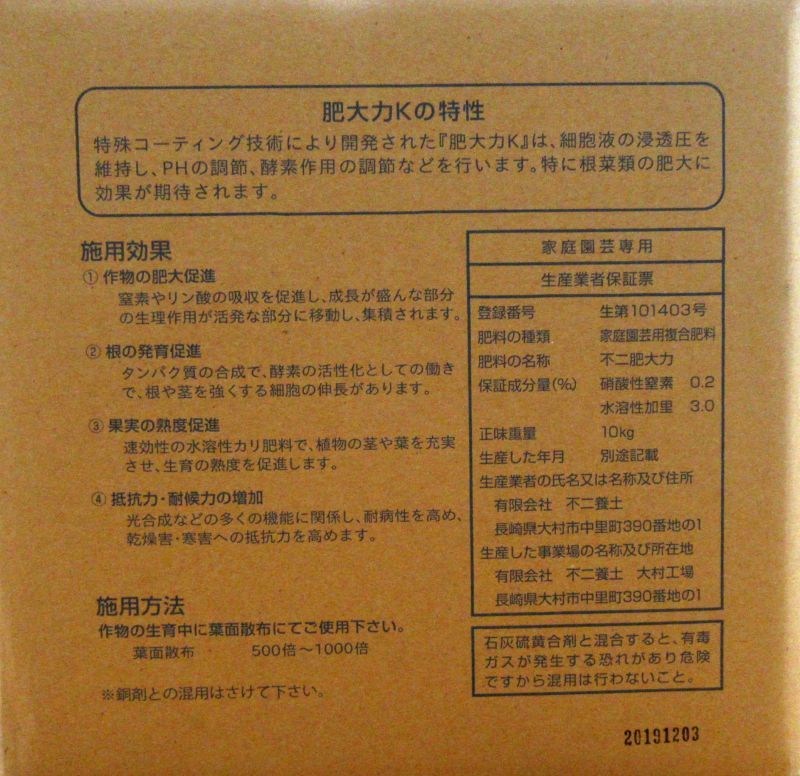 肥大力Kの特性
特殊コーティング技術により開発された『肥大力K』は、細胞液の浸透圧を
維持し、PHの調節、酵素作用の調節などを行います。特に根菜類の肥大に
効果が期待されます。
施用効果
① 作物の肥大促進
窒素やリン酸の吸収を促進し、成長が盛んな部分
の生理作用が活発な部分に移動し、集積されます。
② 根の発育促進
タンパク質の合成で、酵素の活性化としての働き
で、根や茎を強くする細胞の伸長があります。
③ 果実の熟度促進
速効性の水溶性カリ肥料で、植物の茎や葉を充実
させ、生育の熟度を促進します。
④ 抵抗力・耐候力の増加
光合成などの多くの機能に関係し、耐病性を高め、
乾燥害・寒害への抵抗力を高めます。
施用方法
作物の生育中に葉面散布にてご使用下さい。
葉面散布 500倍〜1000倍
※銅剤との混用はさけて下さい。
家庭園芸専用
生産業者保証票
登録番号 生第101403号
肥料の種類 家庭園芸用複合肥料
肥料の名称 不二肥大力
保証成分量(%) 硝酸性窒素 0.2
水溶性加里 3.0
正味重量 10kg
生産した年月 別途記載
生産業者の氏名又は名称及び住所
有限会社 不二養土
長崎県大村市中里町390番地の1
生産した事業場の名称及び所在地
有限会社 不二養土 大村工場
長崎県大村市中里町390番地の1
石灰硫黄合剤と混合すると、有毒
ガスが発生する恐れがあり危険
ですから混用は行わないこと。
20191203